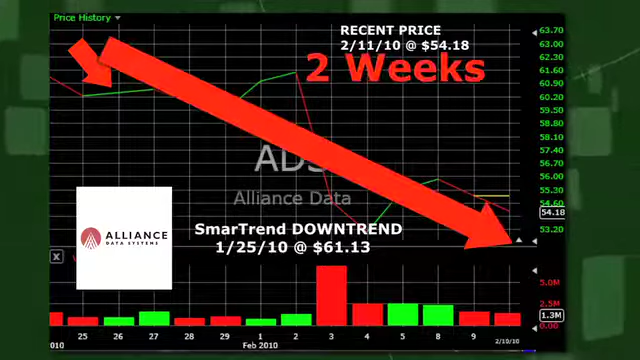 Price History
RECENT PRICE
2/11/10 @ $54.18
2 Weeks
63.70
63.00
62.30
61.60
60.90
60.20
59.50
58.80
58.10
57.40
56.70
56.00
55.30
54.60
54.18
53.20
ADS
Alliance Data
ALLIANCE
DATA SYSTEMS
SmarTrend DOWNTREND
1/25/10 @ $61.13
X
5.0M
2.5M
1.3M
0.00
25 26 27 28 29 1 2 3 4 5 8 9
2/10/10
2010 Feb 2010